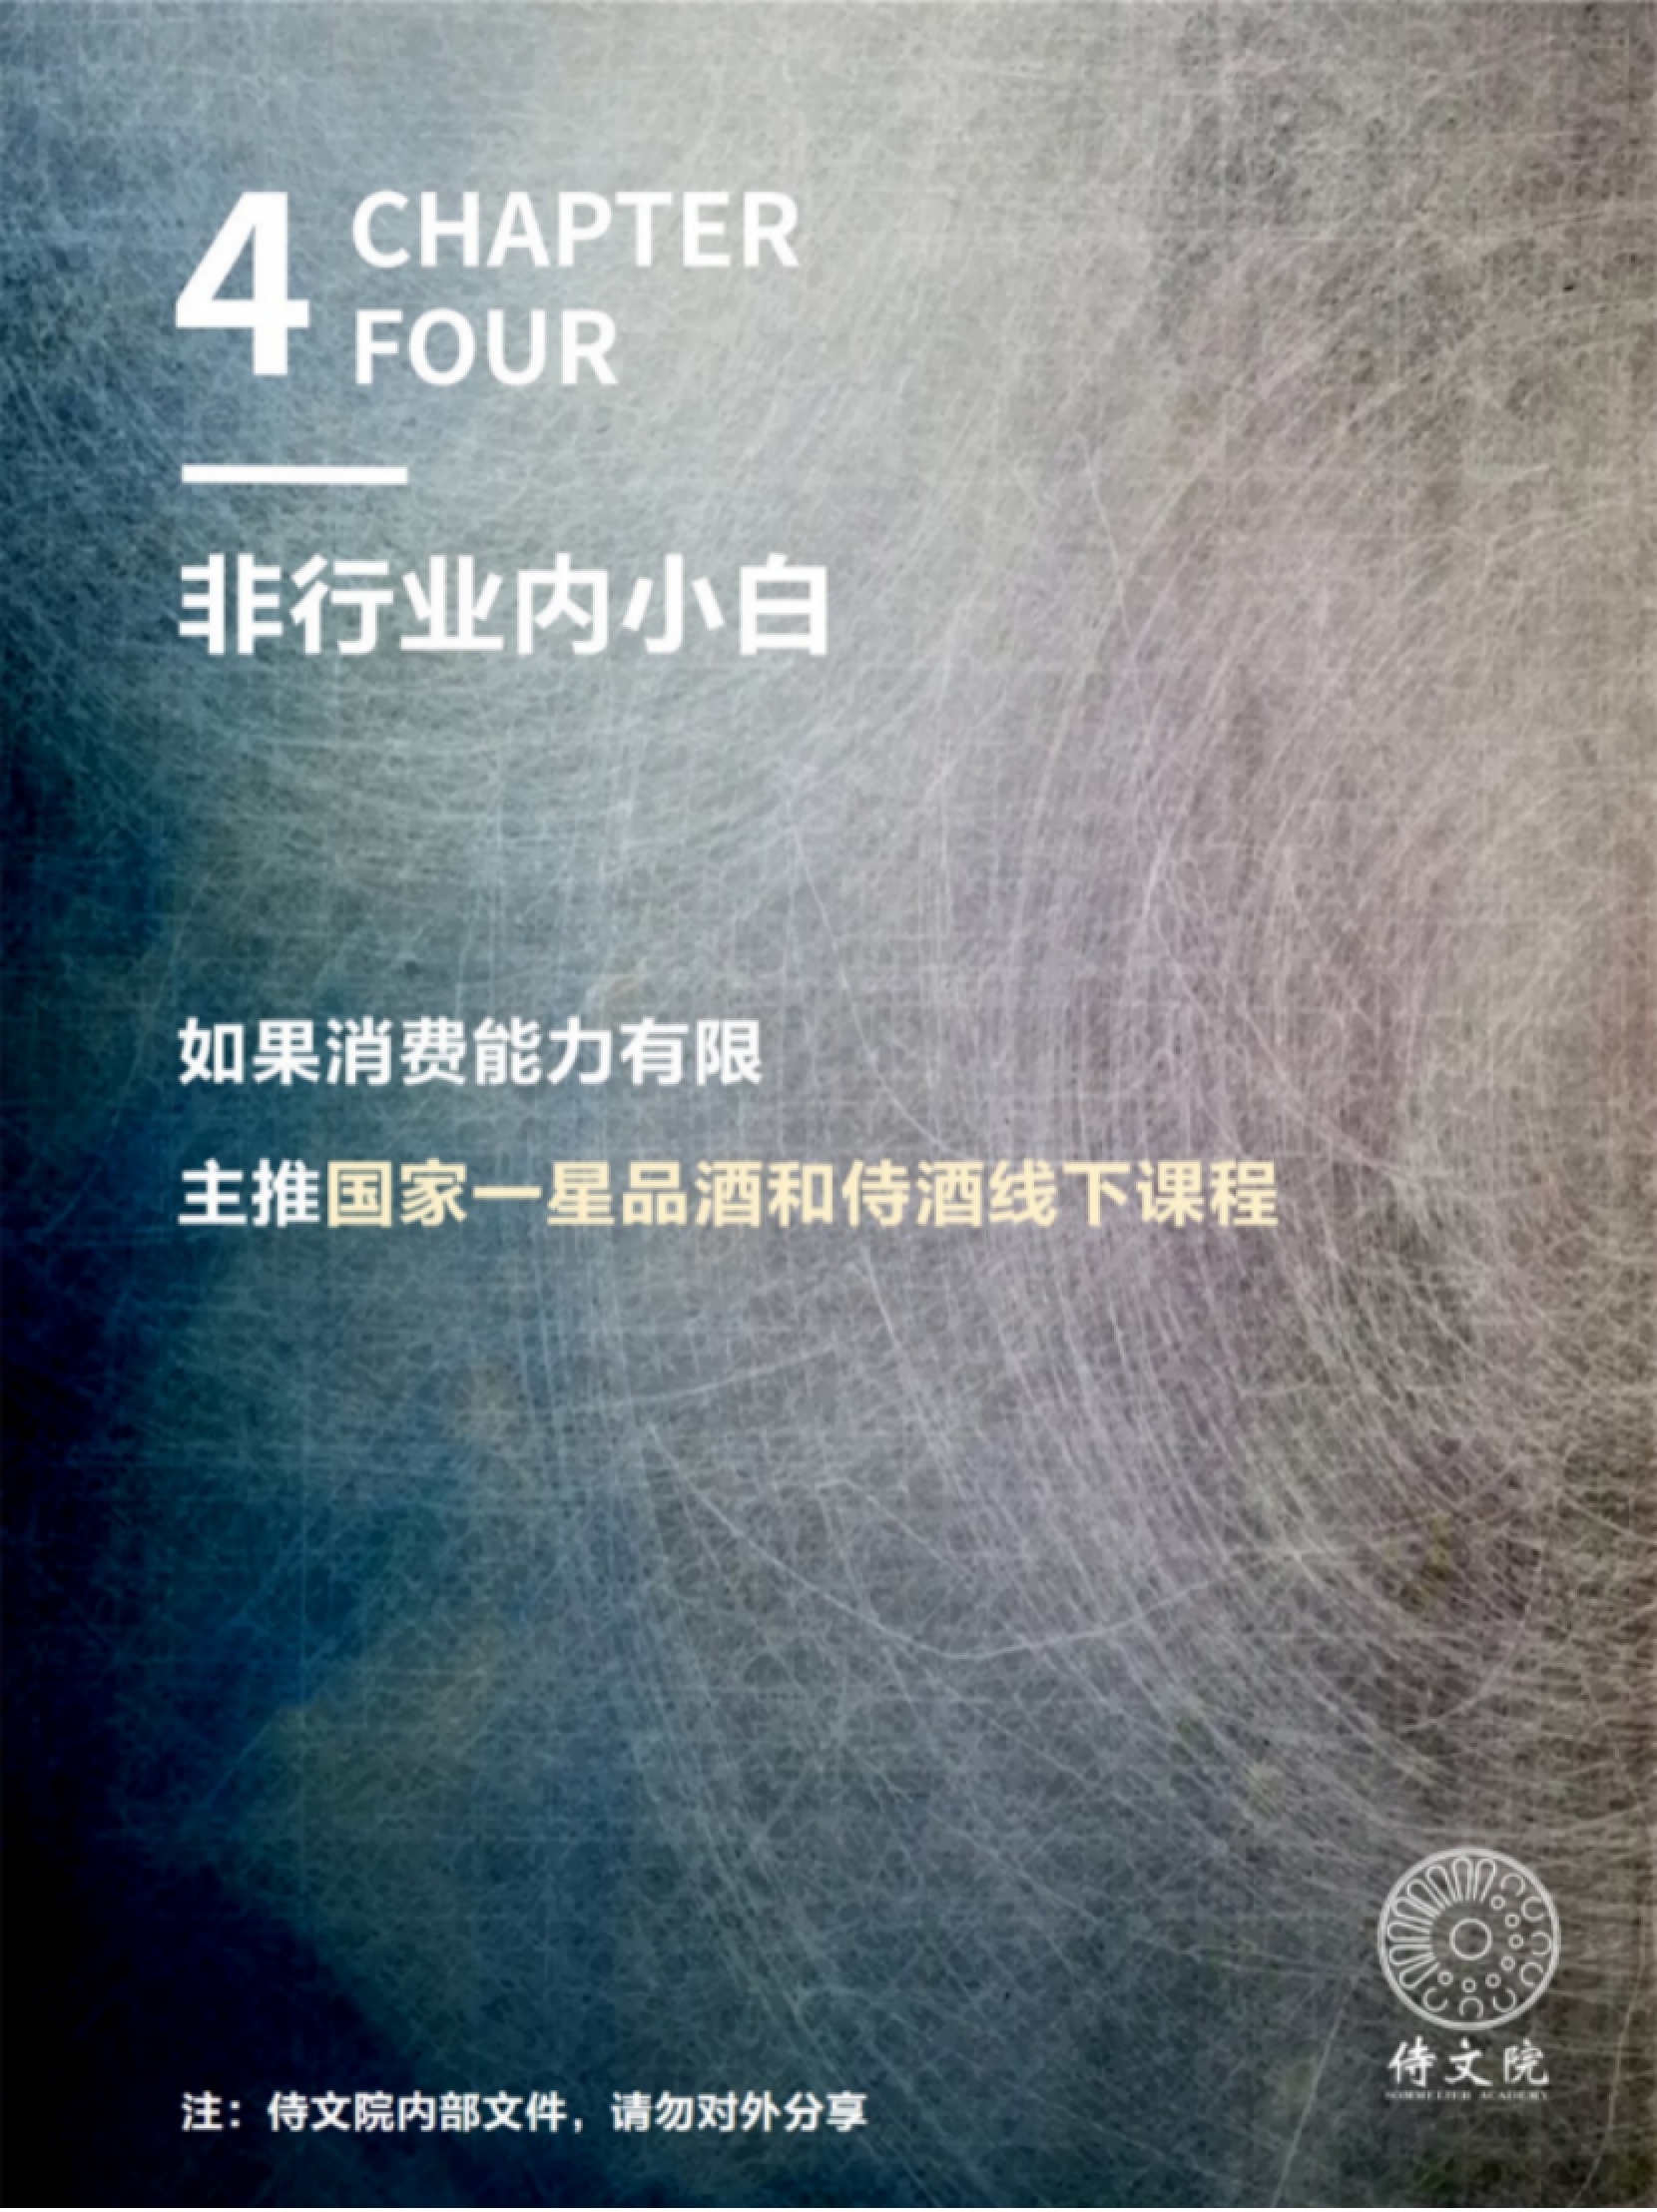 4 CHAPTER
FOUR
非行业内小白
如果消费能力有限
主推国家一星品酒和侍酒线下课程
侍文院
SOMMELIER ACADEMY
注：侍文院内部文件，请勿对外分享